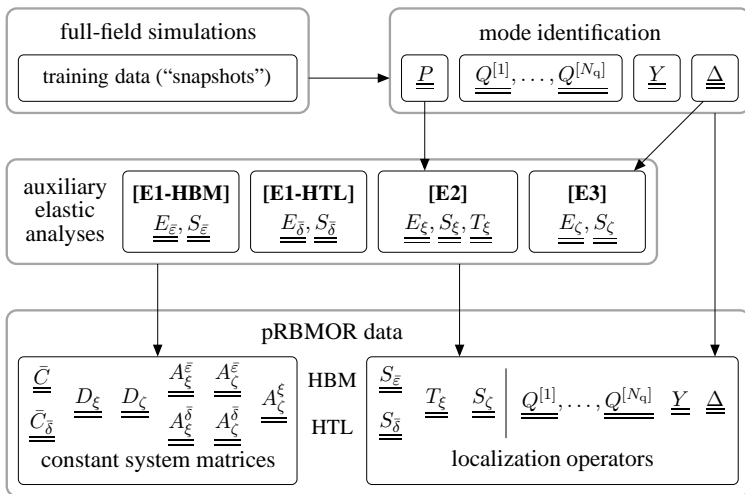 full-field simulations
training data (“snapshots”)
mode identification
P
Q^[1], . . . , Q^[N_q]
Y
Δ
auxiliary
elastic
analyses
[E1-HBM]
E_ε̄, S_ε̄
[E1-HTL]
E_δ̄, S_δ̄
[E2]
E_ξ, S_ξ, T_ξ
[E3]
E_ζ, S_ζ
pRBMOR data
C̄ D_ξ D_ζ A_ξ^ε̄ A_ζ^ε̄ A_ζ^ξ
C̄_δ̄ A_ξ^δ̄ A_ζ^δ̄
constant system matrices
HBM
HTL
S_ε̄ T_ξ S_ζ Q^[1], . . . , Q^[N_q] Y Δ
S_δ̄
localization operators